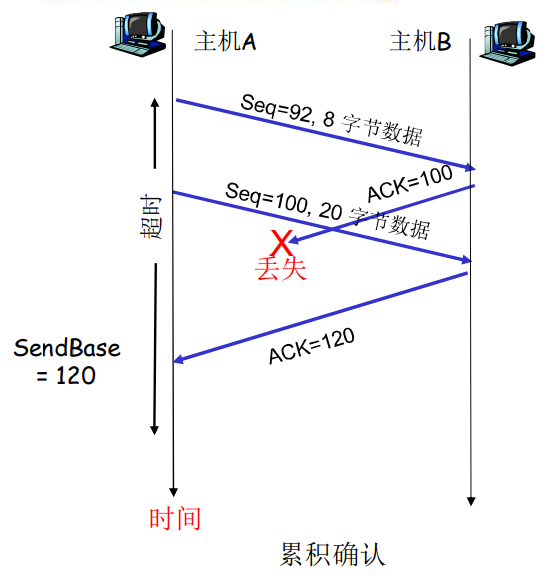 主机A
主机B
Seq=92, 8 字节数据
ACK=100
Seq=100, 20 字节数据
超时
X
丢失
ACK=120
SendBase
= 120
时间
累积确认